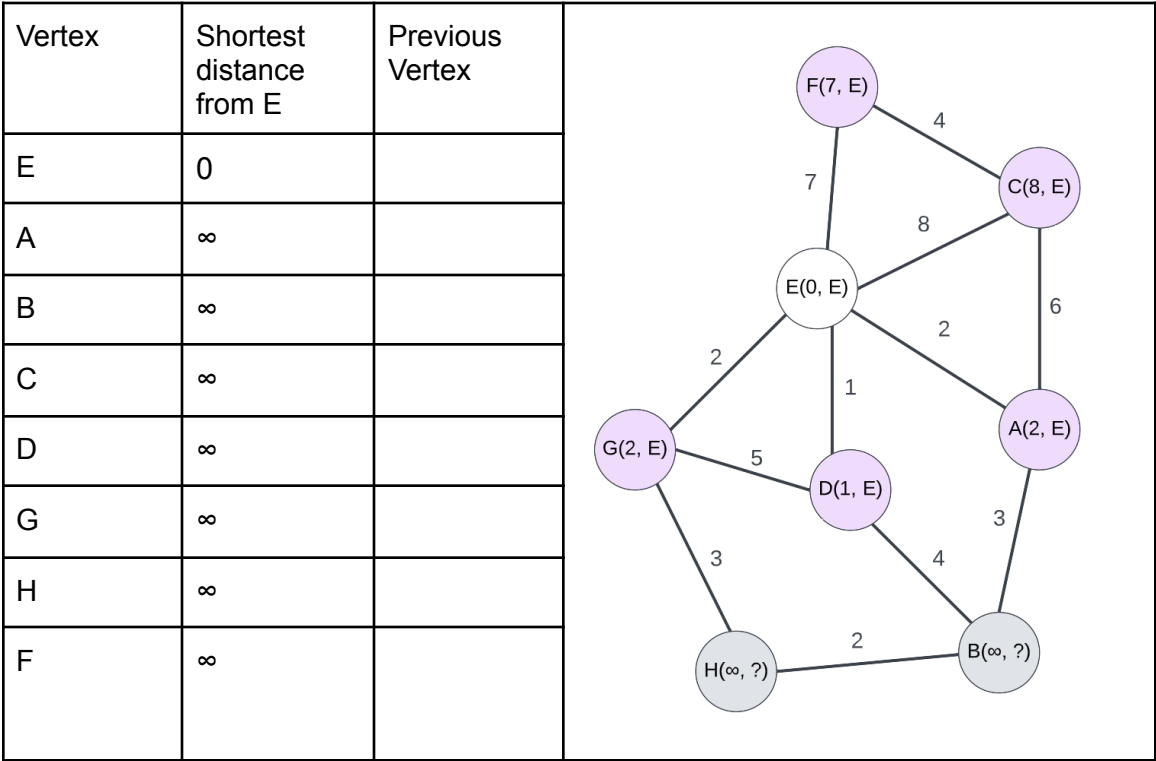 Vertex
Shortest
distance
from E
Previous
Vertex
E
0
A
∞
B
∞
C
∞
D
∞
G
∞
H
∞
F
∞
F(7, E)
4
C(8, E)
7
8
E(0, E)
6
2
2
1
A(2, E)
G(2, E)
5
D(1, E)
3
3
4
2
B(∞, ?)
H(∞, ?)